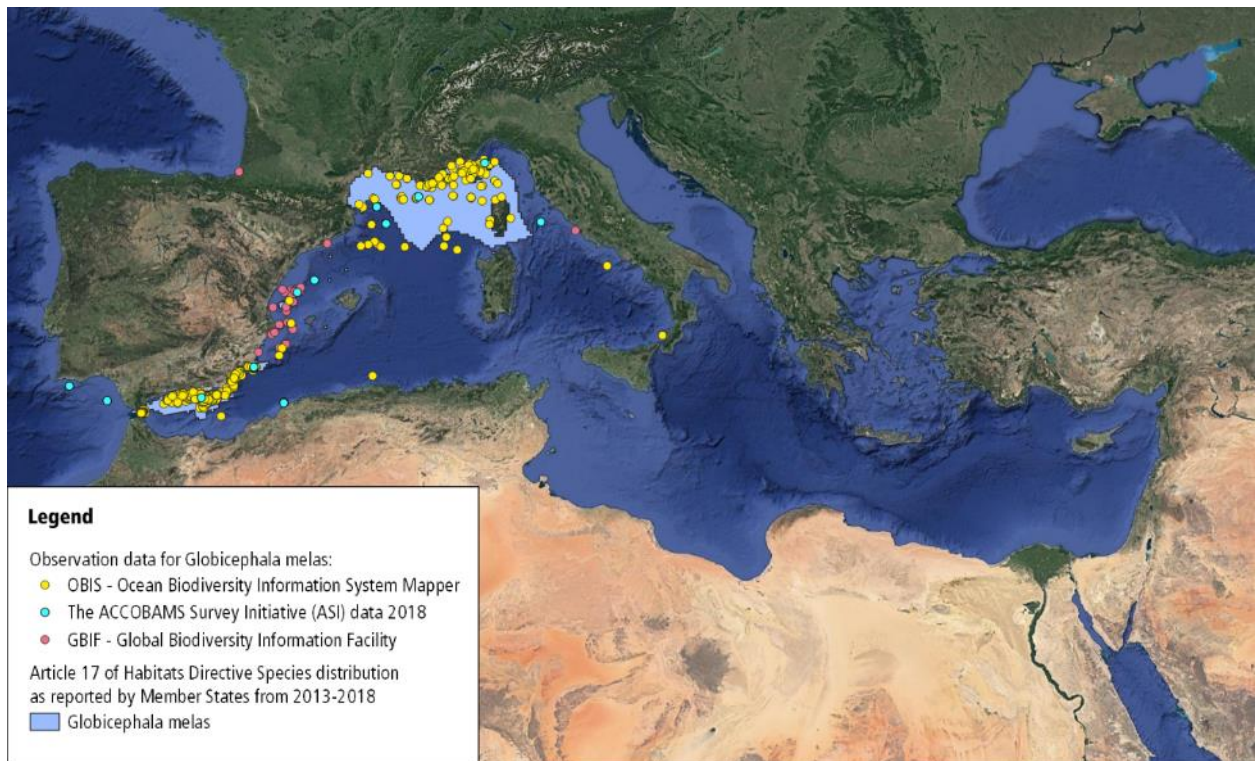 Legend
Observation data for Globicephala melas:
OBIS - Ocean Biodiversity Information System Mapper
The ACCOBAMS Survey Initiative (ASI) data 2018
GBIF - Global Biodiversity Information Facility
Article 17 of Habitats Directive Species distribution
as reported by Member States from 2013-2018
Globicephala melas